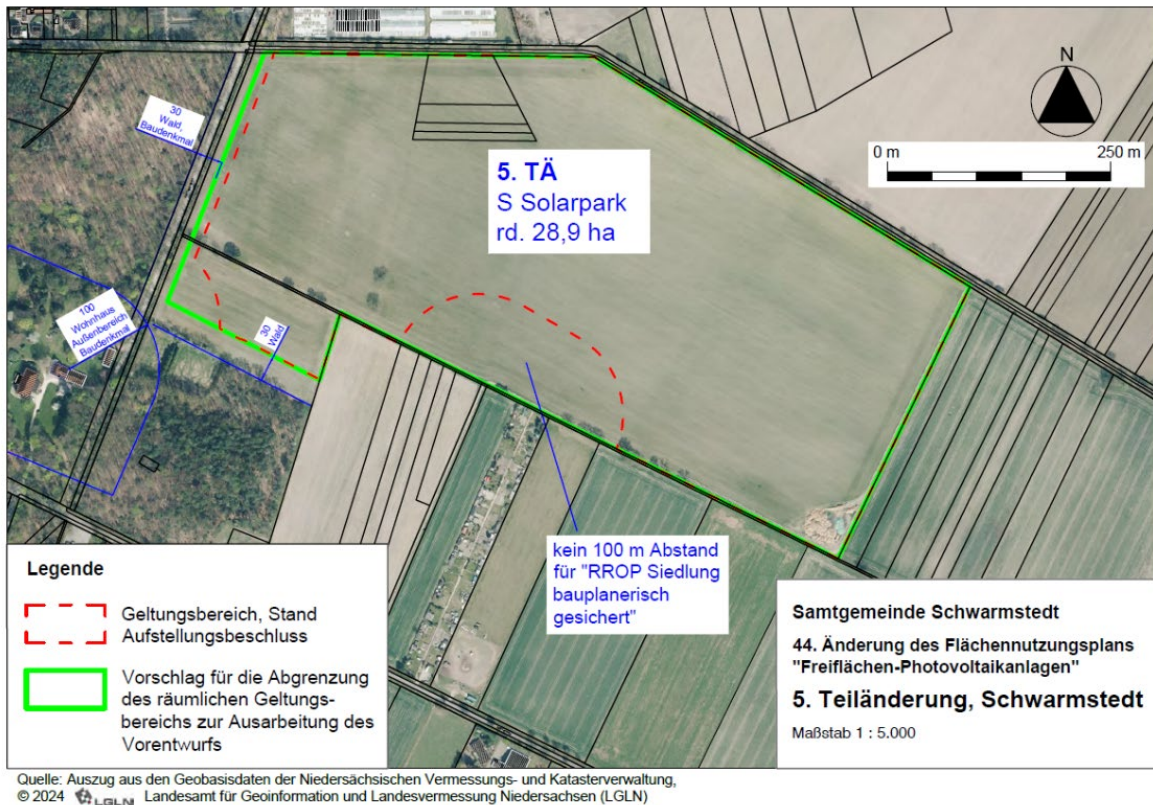 30
Wald,
Baudenkmal
N
0 m 250 m
5. TÄ
S Solarpark
rd. 28,9 ha
100
Wohnhaus
Außenbereich
Baudenkmal
30
Wald
kein 100 m Abstand
für "RROP Siedlung
bauplanerisch
gesichert"
Legende
Geltungsbereich, Stand
Aufstellungsbeschluss
Vorschlag für die Abgrenzung
des räumlichen Geltungs-
bereichs zur Ausarbeitung des
Vorentwurfs
Samtgemeinde Schwarmstedt
44. Änderung des Flächennutzungsplans
"Freiflächen-Photovoltaikanlagen"
5. Teiländerung, Schwarmstedt
Maßstab 1 : 5.000
Quelle: Auszug aus den Geobasisdaten der Niedersächsischen Vermessungs- und Katasterverwaltung,
© 2024 LGLN Landesamt für Geoinformation und Landesvermessung Niedersachsen (LGLN)